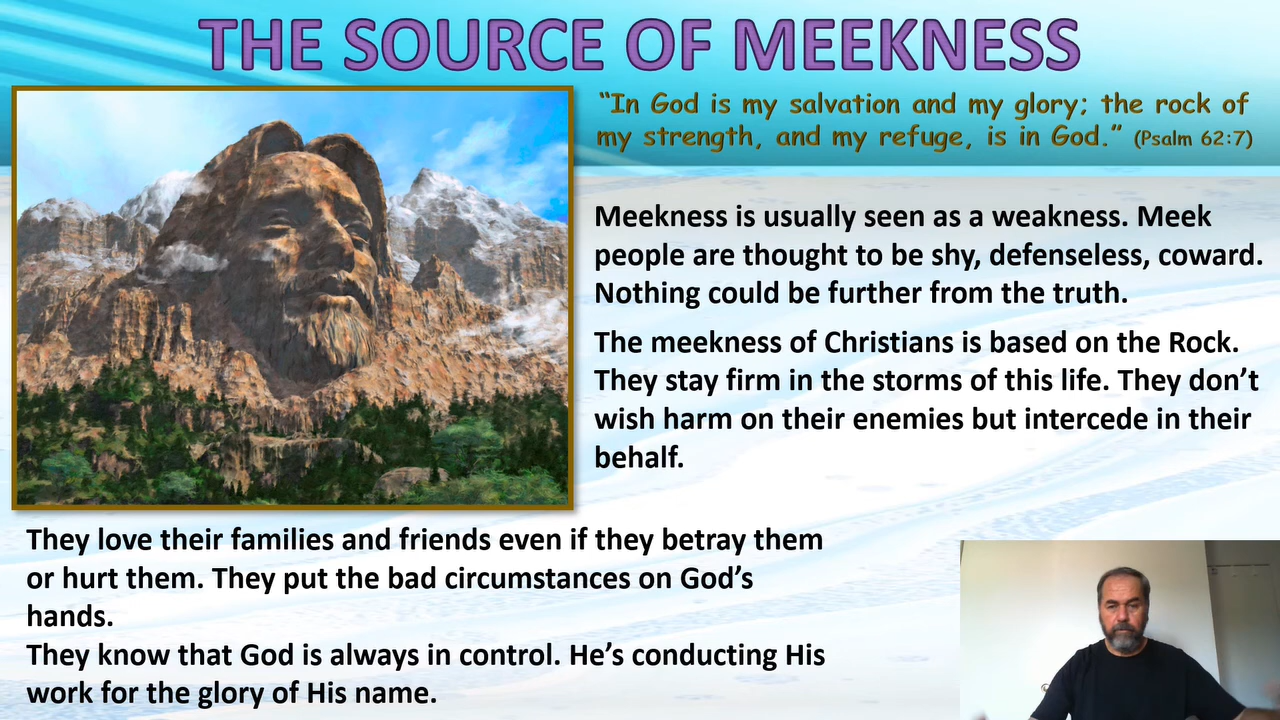 THE SOURCE OF MEEKNESS
“In God is my salvation and my glory; the rock of
my strength, and my refuge, is in God.” (Psalm 62:7)
Meekness is usually seen as a weakness. Meek
people are thought to be shy, defenseless, coward.
Nothing could be further from the truth.
The meekness of Christians is based on the Rock.
They stay firm in the storms of this life. They don’t
wish harm on their enemies but intercede in their
behalf.
They love their families and friends even if they betray them
or hurt them. They put the bad circumstances on God’s
hands.
They know that God is always in control. He’s conducting His
work for the glory of His name.